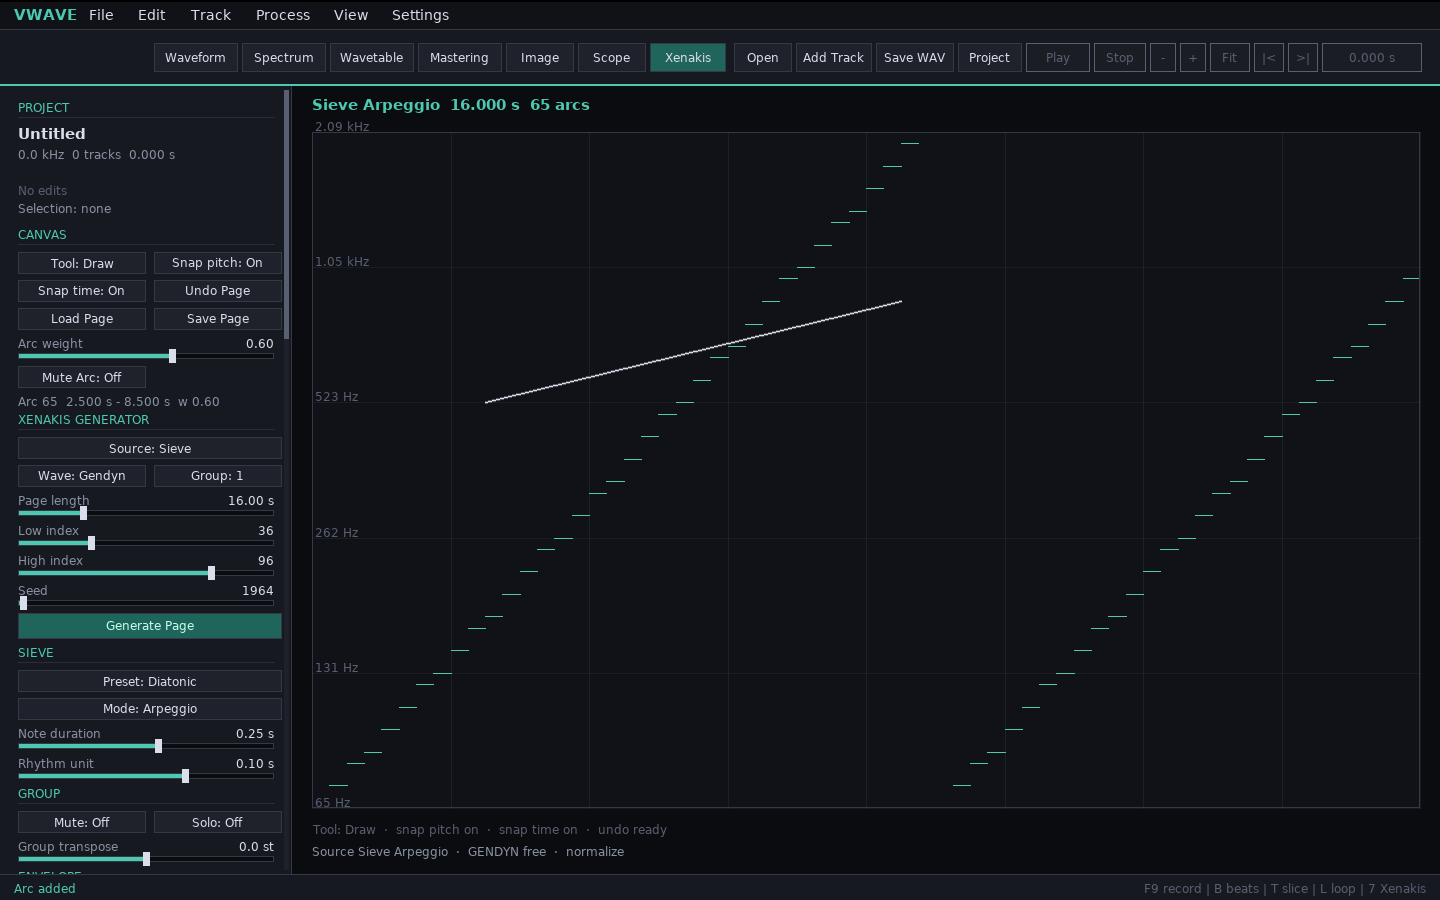 VWAVE File Edit Track Process View Settings
Waveform Spectrum Wavetable Mastering Image Scope Xenakis Open Add Track Save WAV Project Play Stop - + Fit |< >| 0.000 s
PROJECT
Untitled
0.0 kHz 0 tracks 0.000 s
No edits
Selection: none
CANVAS
Tool: Draw Snap pitch: On
Snap time: On Undo Page
Load Page Save Page
Arc weight 0.60
Mute Arc: Off
Arc 65 2.500 s - 8.500 s w 0.60
XENAKIS GENERATOR
Source: Sieve
Wave: Gendyn Group: 1
Page length 16.00 s
Low index 36
High index 96
Seed 1964
Generate Page
SIEVE
Preset: Diatonic
Mode: Arpeggio
Note duration 0.25 s
Rhythm unit 0.10 s
GROUP
Mute: Off Solo: Off
Group transpose 0.0 st
Sieve Arpeggio 16.000 s 65 arcs
2.09 kHz
1.05 kHz
523 Hz
262 Hz
131 Hz
65 Hz
Tool: Draw · snap pitch on · snap time on · undo ready
Source Sieve Arpeggio · GENDYN free · normalize
Arc added
F9 record | B beats | T slice | L loop | 7 Xenakis